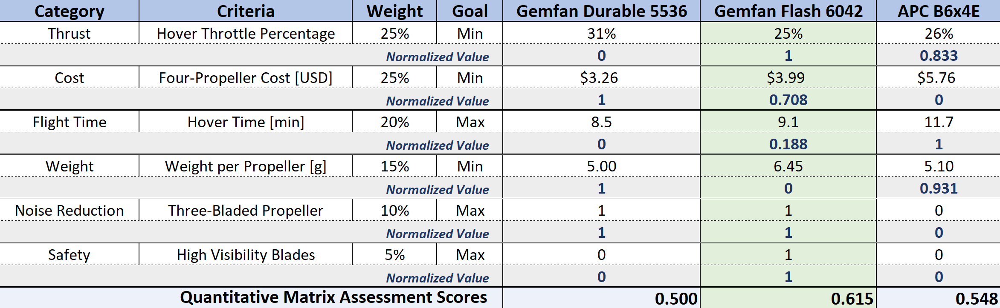 Category Criteria Weight Goal Gemfan Durable 5536 Gemfan Flash 6042 APC B6x4E
Thrust Hover Throttle Percentage 25% Min 31% 25% 26%
Normalized Value 0 1 0.833
Cost Four-Propeller Cost [USD] 25% Min $3.26 $3.99 $5.76
Normalized Value 1 0.708 0
Flight Time Hover Time [min] 20% Max 8.5 9.1 11.7
Normalized Value 0 0.188 1
Weight Weight per Propeller [g] 15% Min 5.00 6.45 5.10
Normalized Value 1 0 0.931
Noise Reduction Three-Bladed Propeller 10% Max 1 1 0
Normalized Value 1 1 0
Safety High Visibility Blades 5% Max 0 1 0
Normalized Value 0 1 0
Quantitative Matrix Assessment Scores 0.500 0.615 0.548